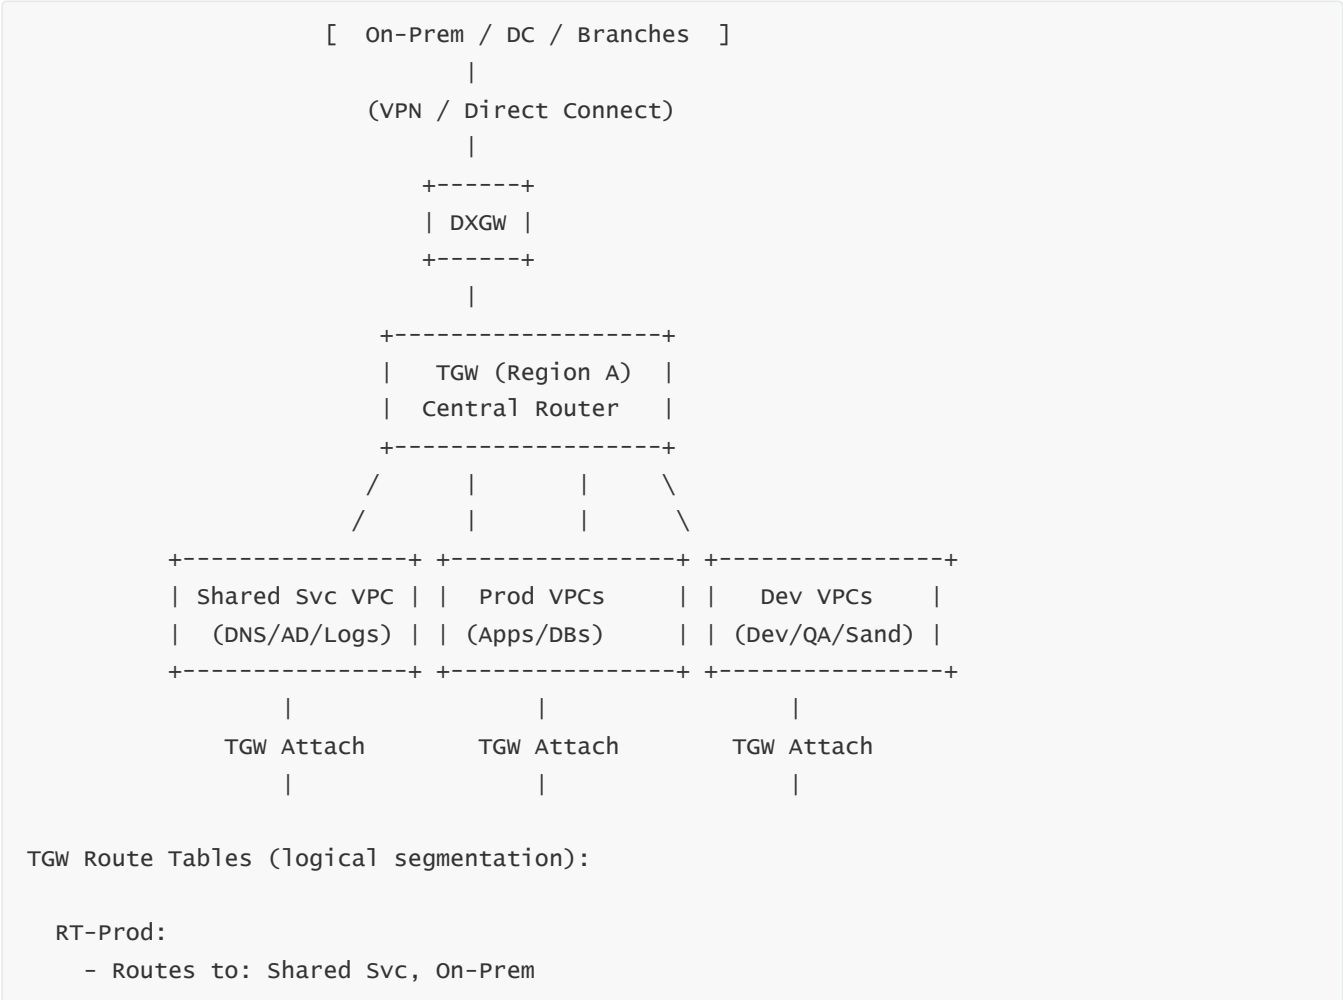 [  On-Prem / DC / Branches  ]
|
(VPN / Direct Connect)
|
+------+
| DXGW |
+------+
|
+-------------------+
|   TGW (Region A)  |
|  Central Router   |
+-------------------+
/      |       |     \
/       |       |      \
+----------------+ +----------------+ +----------------+
| Shared Svc VPC | |  Prod VPCs     | |   Dev VPCs    |
|  (DNS/AD/Logs) | | (Apps/DBs)     | | (Dev/QA/Sand) |
+----------------+ +----------------+ +----------------+
|                 |                 |
TGW Attach        TGW Attach        TGW Attach
|                 |                 |
TGW Route Tables (logical segmentation):
RT-Prod:
- Routes to: Shared Svc, On-Prem